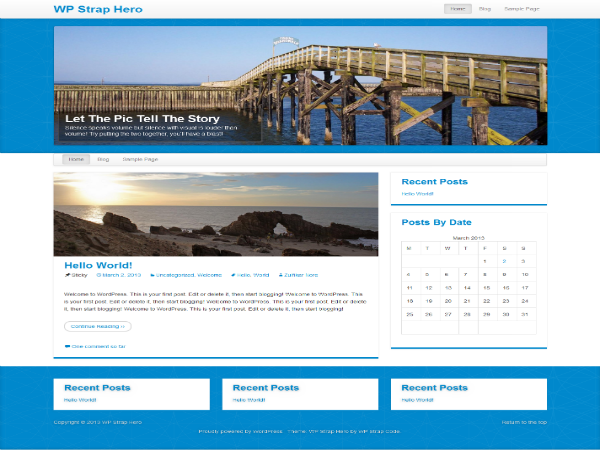 WP Strap Hero
Home Blog Sample Page
Let The Pic Tell The Story
Silence speaks volume but silence with visual is louder than
volume! Try putting the two together, you'll have a blast!
Home Blog Sample Page
Hello World!
Sticky March 2, 2013 Uncategorized, Welcome Hello, World
Welcome to WordPress. This is your first post. Edit or delete it, then start blogging! Welcome to WordPress. This
is your first post. Edit or delete it, then start blogging! Welcome to WordPress. This is your first post. Edit or delete
it, then start blogging! Welcome to WordPress. This is your first post. Edit or delete it, then start blogging!
Continue Reading
Give comment so far
Recent Posts
Hello World!
Posts By Date
March 2013
M T W T F S S
1 2 3
4 5 6 7 8 9 10
11 12 13 14 15 16 17
18 19 20 21 22 23 24
25 26 27 28 29 30 31
Recent Posts
Hello World!
Recent Posts
Hello World!
Recent Posts
Hello World!
Copyright © 2013 WP Strap Hero
Return to the top
Proudly powered by WordPress. Theme: WP Strap Hero by WP Strap Code.